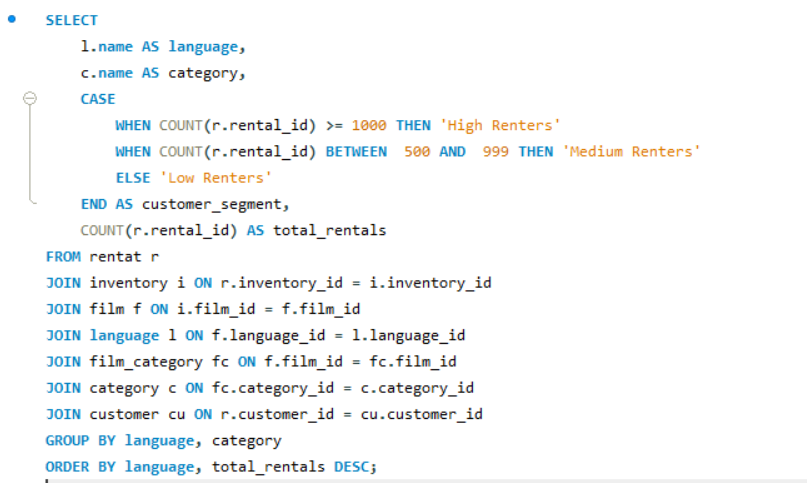 SELECT
l.name AS language,
c.name AS category,
CASE
WHEN COUNT(r.rental_id) >= 1000 THEN 'High Renters'
WHEN COUNT(r.rental_id) BETWEEN  500 AND  999 THEN 'Medium Renters'
ELSE 'Low Renters'
END AS customer_segment,
COUNT(r.rental_id) AS total_rentals
FROM rentat r
JOIN inventory i ON r.inventory_id = i.inventory_id
JOIN film f ON i.film_id = f.film_id
JOIN language l ON f.language_id = l.language_id
JOIN film_category fc ON f.film_id = fc.film_id
JOIN category c ON fc.category_id = c.category_id
JOIN customer cu ON r.customer_id = cu.customer_id
GROUP BY language, category
ORDER BY language, total_rentals DESC;